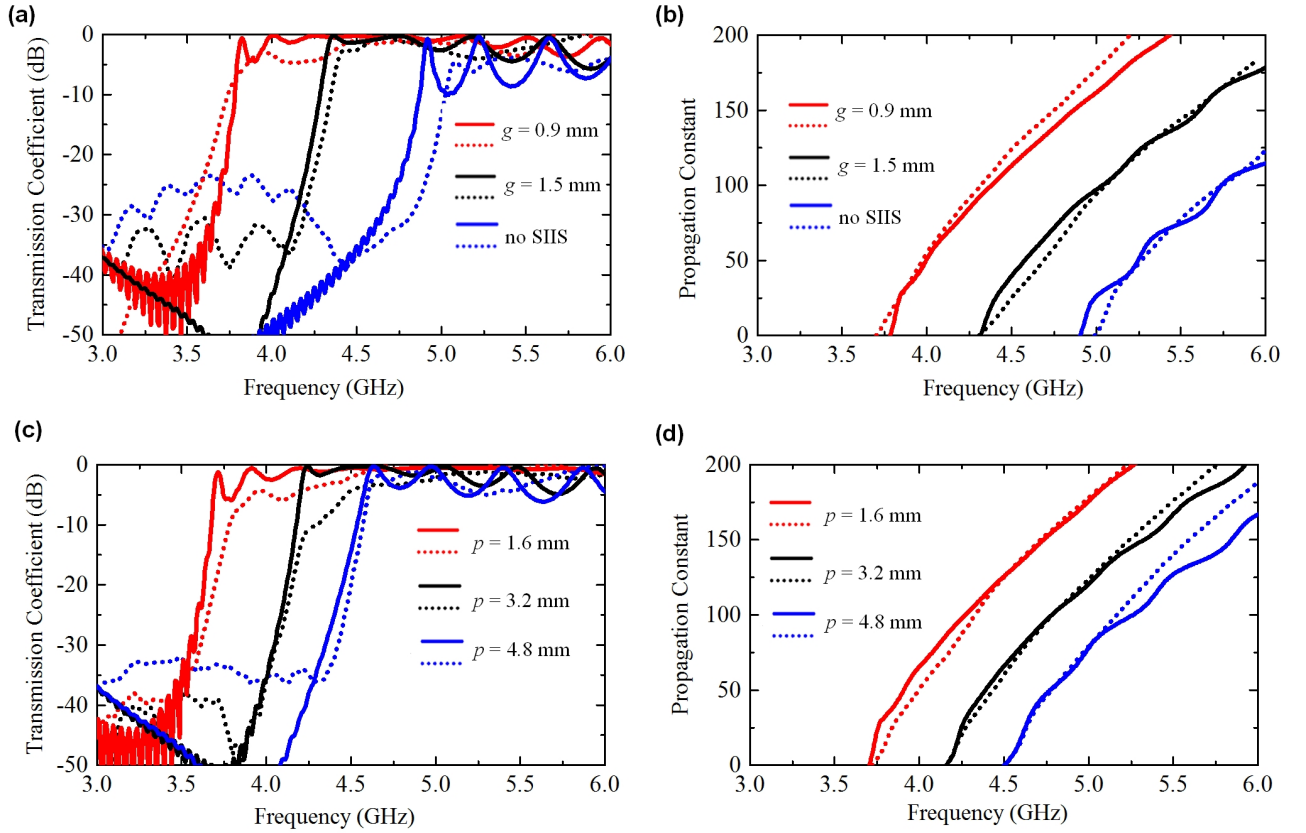 (a)
Transmission Coefficient (dB)
0
-10
-20
-30
-40
-50
g = 0.9 mm
g = 1.5 mm
no SIIS
3.0 3.5 4.0 4.5 5.0 5.5 6.0
Frequency (GHz)
(b)
Propagation Constant
200
150
100
50
0
g = 0.9 mm
g = 1.5 mm
no SIIS
3.0 3.5 4.0 4.5 5.0 5.5 6.0
Frequency (GHz)
(c)
Transmission Coefficient (dB)
0
-10
-20
-30
-40
-50
p = 1.6 mm
p = 3.2 mm
p = 4.8 mm
3.0 3.5 4.0 4.5 5.0 5.5 6.0
Frequency (GHz)
(d)
Propagation Constant
200
150
100
50
0
p = 1.6 mm
p = 3.2 mm
p = 4.8 mm
3.0 3.5 4.0 4.5 5.0 5.5 6.0
Frequency (GHz)